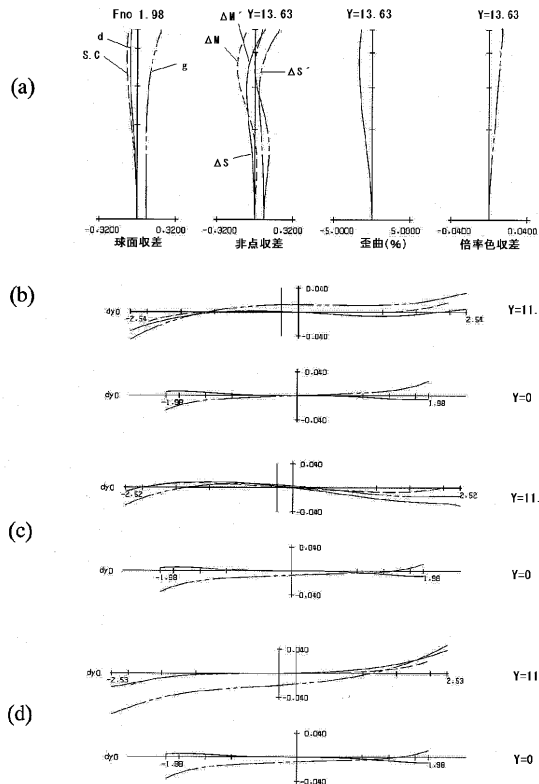 Fno 1.98
Y=13.63
Y=13.63
Y=13.63
d
S.C
g
ΔM´
ΔM
ΔS´
ΔS
(a)
-0.3200
0.3200
-0.3200
0.3200
-5.0000
5.0000
-0.0400
0.0400
球面収差
非点収差
歪曲(%)
倍率色収差
(b)
0.040
dy0
-2.54
2.54
-0.040
Y=11.
0.040
dy0
-1.98
1.98
-0.040
Y=0
0.040
dy0
-2.52
2.52
-0.040
Y=11.
(c)
0.040
dy0
-1.98
1.98
-0.040
Y=0
0.040
dy0
-2.53
2.53
-0.040
Y=11
(d)
0.040
dy0
-1.98
1.98
-0.040
Y=0